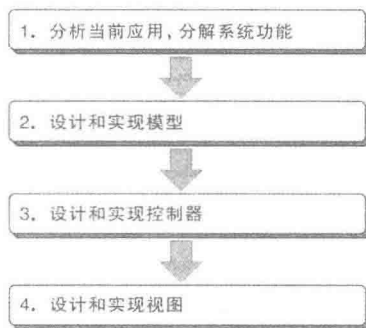 1. 分析当前应用,分解系统功能
2. 设计和实现模型
3. 设计和实现控制器
4. 设计和实现视图